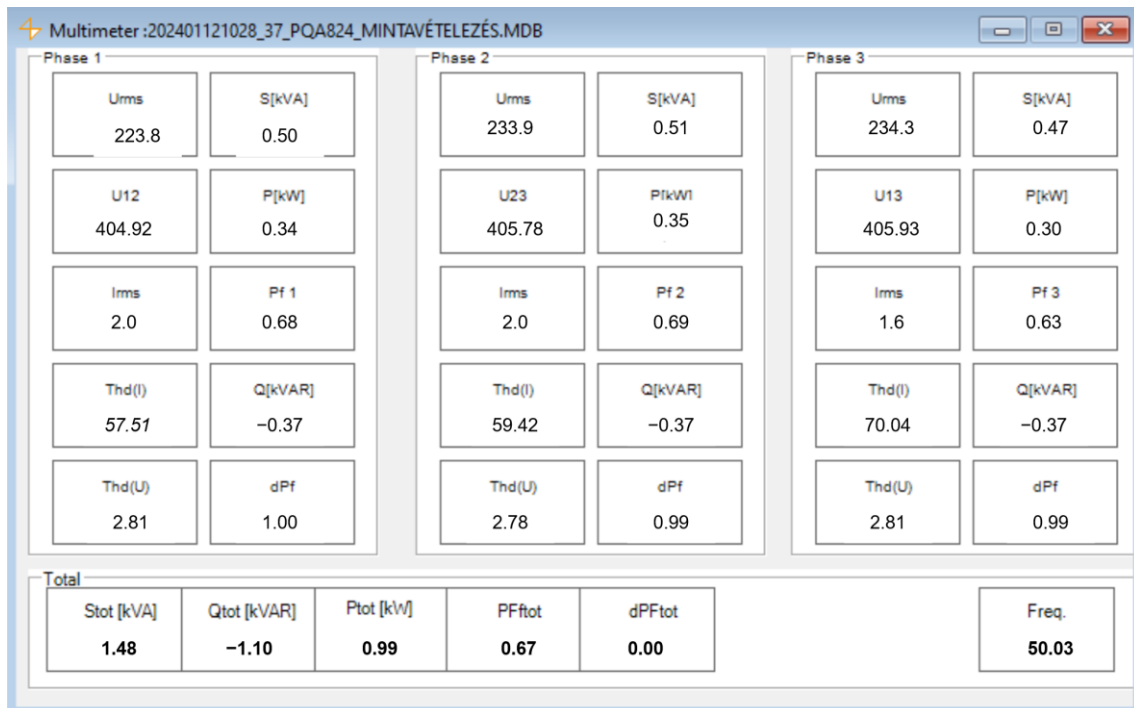 Multimeter :202401121028_37_PQA824_MINTAVÉTELEZÉS.MDB
Phase 1 Phase 2 Phase 3
Urms S[kVA] Urms S[kVA] Urms S[kVA]
223.8 0.50 233.9 0.51 234.3 0.47
U12 P[kW] U23 P[kW] U13 P[kW]
404.92 0.34 405.78 0.35 405.93 0.30
Irms Pf 1 Irms Pf 2 Irms Pf 3
2.0 0.68 2.0 0.69 1.6 0.63
Thd(I) Q[kVAR] Thd(I) Q[kVAR] Thd(I) Q[kVAR]
57.51 −0.37 59.42 −0.37 70.04 −0.37
Thd(U) dPf Thd(U) dPf Thd(U) dPf
2.81 1.00 2.78 0.99 2.81 0.99
Total
Stot [kVA] Qtot [kVAR] Ptot [kW] PFftot dPFtot Freq.
1.48 −1.10 0.99 0.67 0.00 50.03